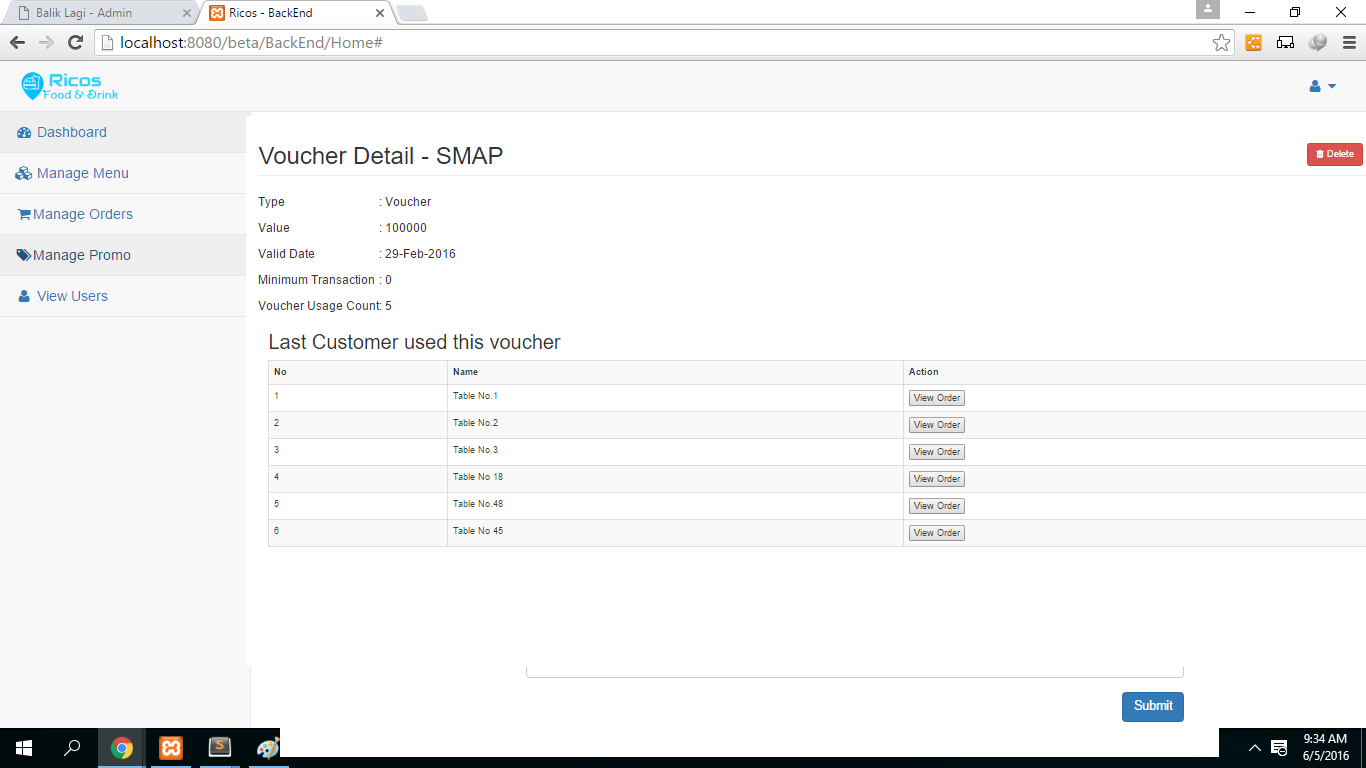 Balik Lagi - Admin
Ricos - BackEnd
localhost:8080/beta/BackEnd/Home#
Ricos
Food & Drink
Dashboard
Manage Menu
Manage Orders
Manage Promo
View Users
Voucher Detail - SMAP
Delete
Type : Voucher
Value : 100000
Valid Date : 29-Feb-2016
Minimum Transaction : 0
Voucher Usage Count: 5
Last Customer used this voucher
No Name Action
1 Table No.1 View Order
2 Table No.2 View Order
3 Table No.3 View Order
4 Table No 18 View Order
5 Table No.48 View Order
6 Table No 45 View Order
Submit
S
9:34 AM
6/5/2016